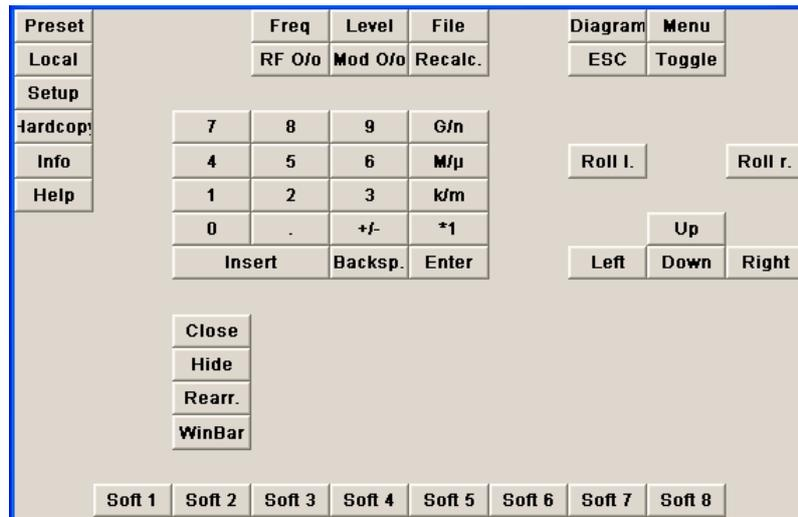 Preset Freq Level File Diagram Menu
Local RF O/o Mod O/o Recalc. ESC Toggle
Setup
Hardcopy 7 8 9 G/n
Info 4 5 6 M/µ Roll l. Roll r.
Help 1 2 3 k/m
0 . +/- *1 Up
Insert Backsp. Enter Left Down Right
Close
Hide
Rearr.
WinBar
Soft 1 Soft 2 Soft 3 Soft 4 Soft 5 Soft 6 Soft 7 Soft 8